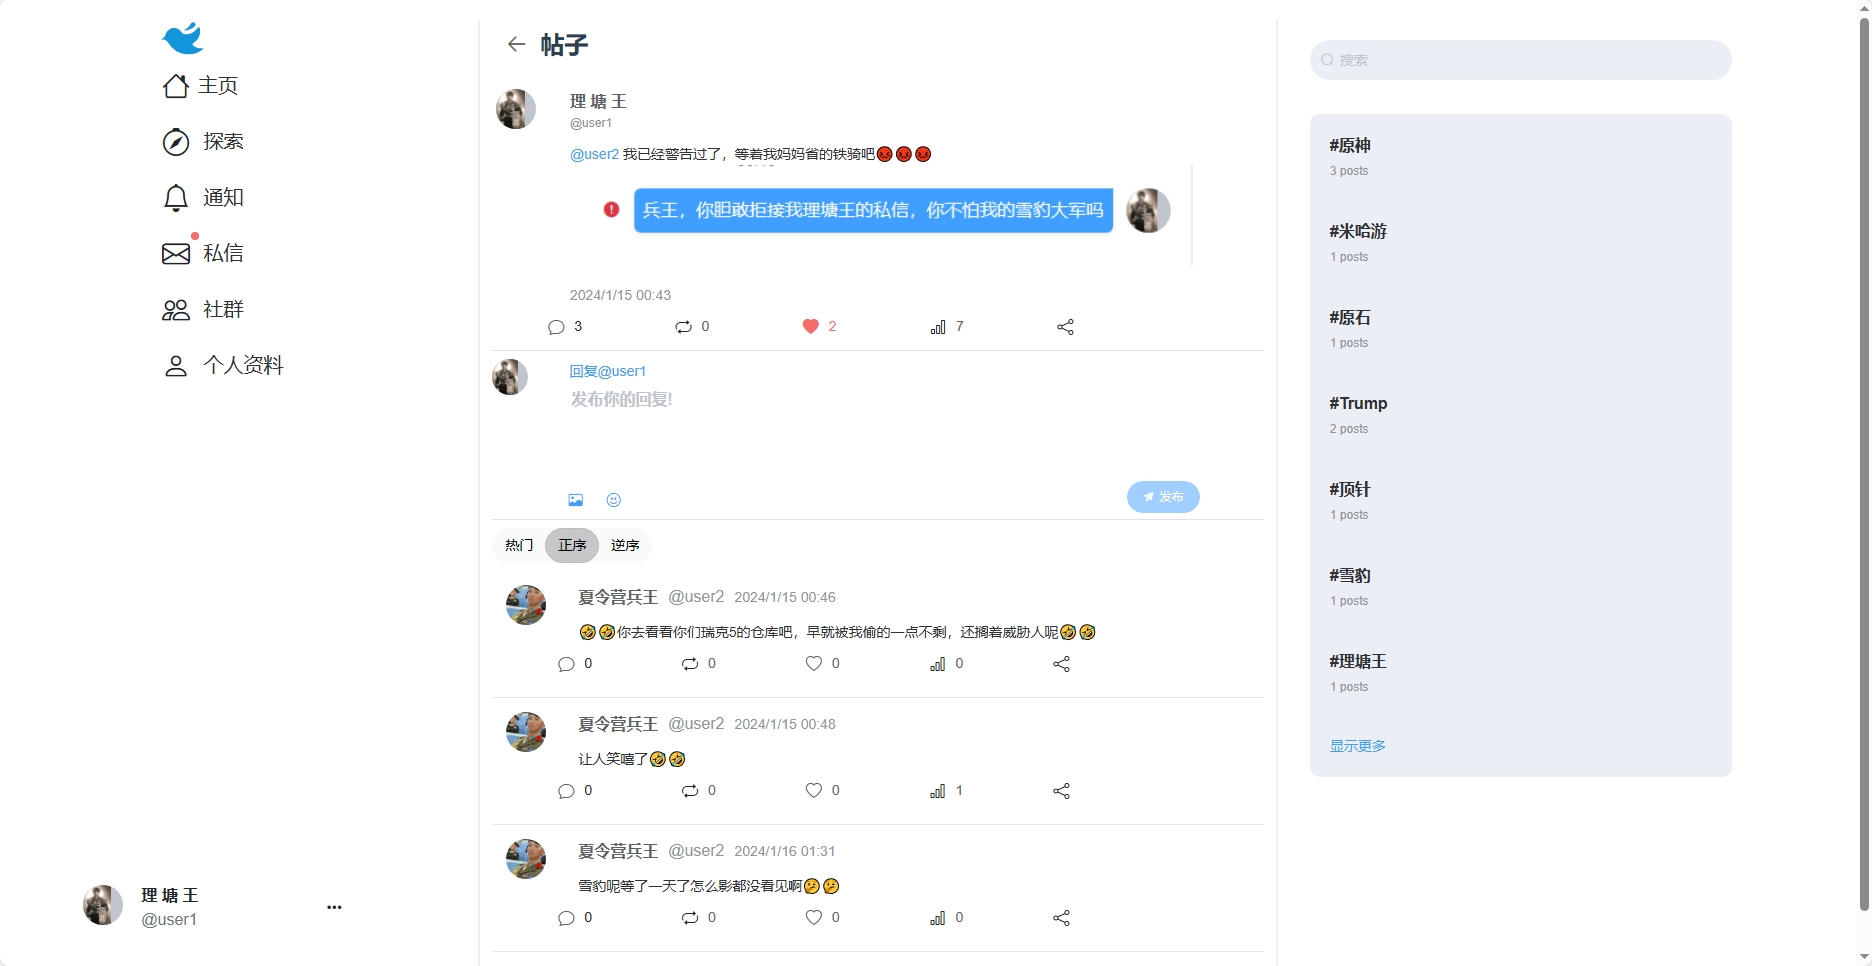 主页
探索
通知
私信
社群
个人资料
理塘王
@user1
帖子
理塘王
@user1
@user2 我已经警告过了，等着我妈妈省的铁骑吧😡😡😡
兵王，你胆敢拒接我理塘王的私信，你不怕我的雪豹大军吗
2024/1/15 00:43
3 0 2 7
回复@user1
发布你的回复!
发布
热门 正序 逆序
夏令营兵王 @user2 2024/1/15 00:46
🤣🤣你去看看你们瑞克5的仓库吧，早就被我偷的一点不剩，还搁着威胁人呢🤣🤣
0 0 0 0
夏令营兵王 @user2 2024/1/15 00:48
让人笑嘻了🤣🤣
0 0 0 1
夏令营兵王 @user2 2024/1/16 01:31
雪豹呢等了一天了怎么影都没看见啊🤔🤔
0 0 0 0
搜索
#原神
3 posts
#米哈游
1 posts
#原石
1 posts
#Trump
2 posts
#顶针
1 posts
#雪豹
1 posts
#理塘王
1 posts
显示更多